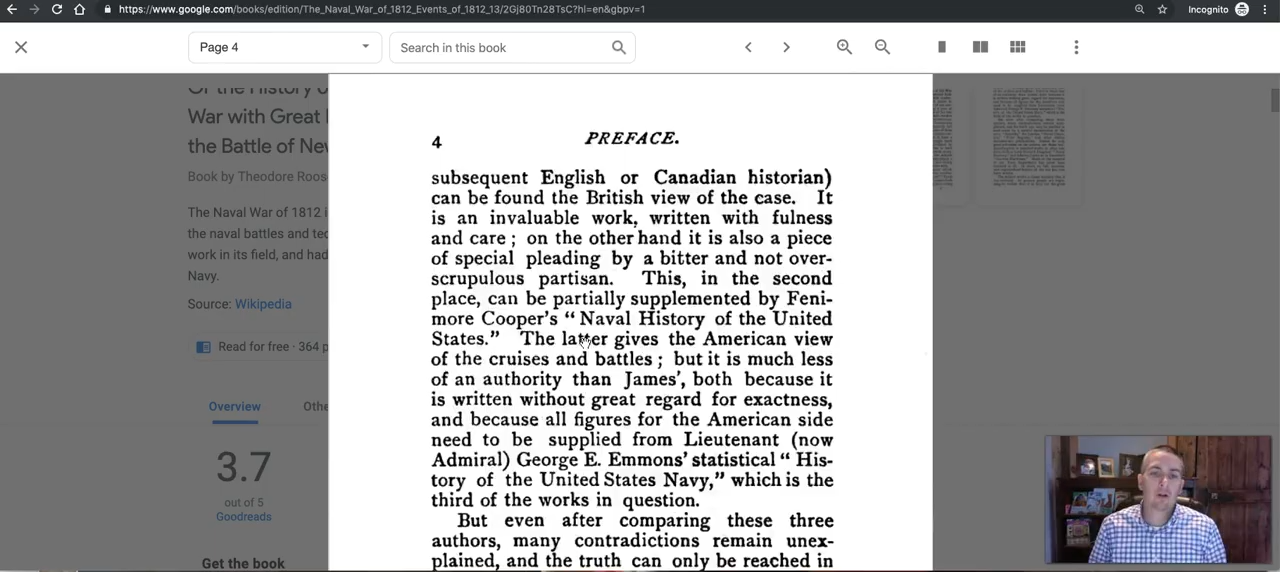 https://www.google.com/books/edition/The_Naval_War_of_1812_Events_of_1812_13/2Gj80Tn28TsC?hl=en&gbpv=1
Incognito
Page 4
Search in this book
Or the History of
War with Great
the Battle of Nev
Book by Theodore Roos
The Naval War of 1812 i
the naval battles and tec
work in its field, and had
Navy.
Source: Wikipedia
Read for free · 364 p
Overview
Othe
3.7
out of 5
Goodreads
Get the book
4
PREFACE.
subsequent English or Canadian historian)
can be found the British view of the case. It
is an invaluable work, written with fulness
and care ; on the other hand it is also a piece
of special pleading by a bitter and not over-
scrupulous partisan. This, in the second
place, can be partially supplemented by Feni-
more Cooper's “ Naval History of the United
States.” The latter gives the American view
of the cruises and battles ; but it is much less
of an authority than James', both because it
is written without great regard for exactness,
and because all figures for the American side
need to be supplied from Lieutenant (now
Admiral) George E. Emmons' statistical “ His-
tory of the United States Navy,” which is the
third of the works in question.
But even after comparing these three
authors, many contradictions remain unex-
plained, and the truth can only be reached in